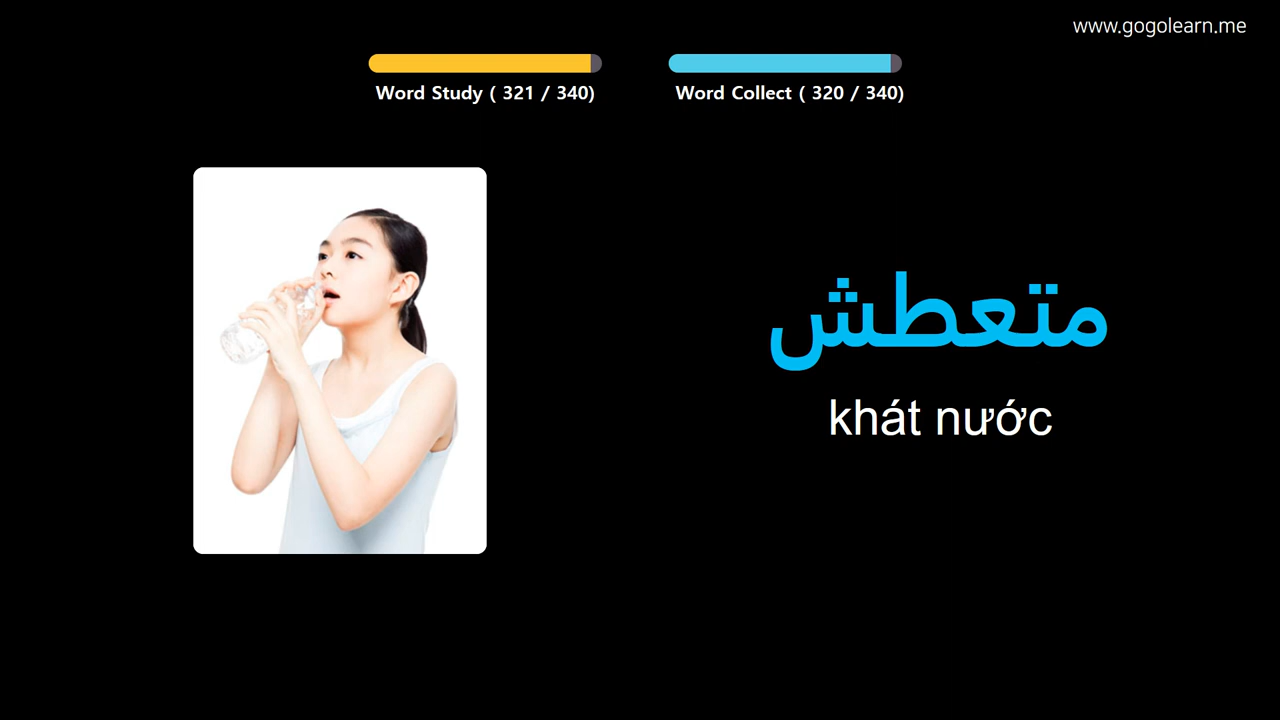 www.gogolearn.me
Word Study ( 321 / 340)
Word Collect ( 320 / 340)
متعطش
khát nước